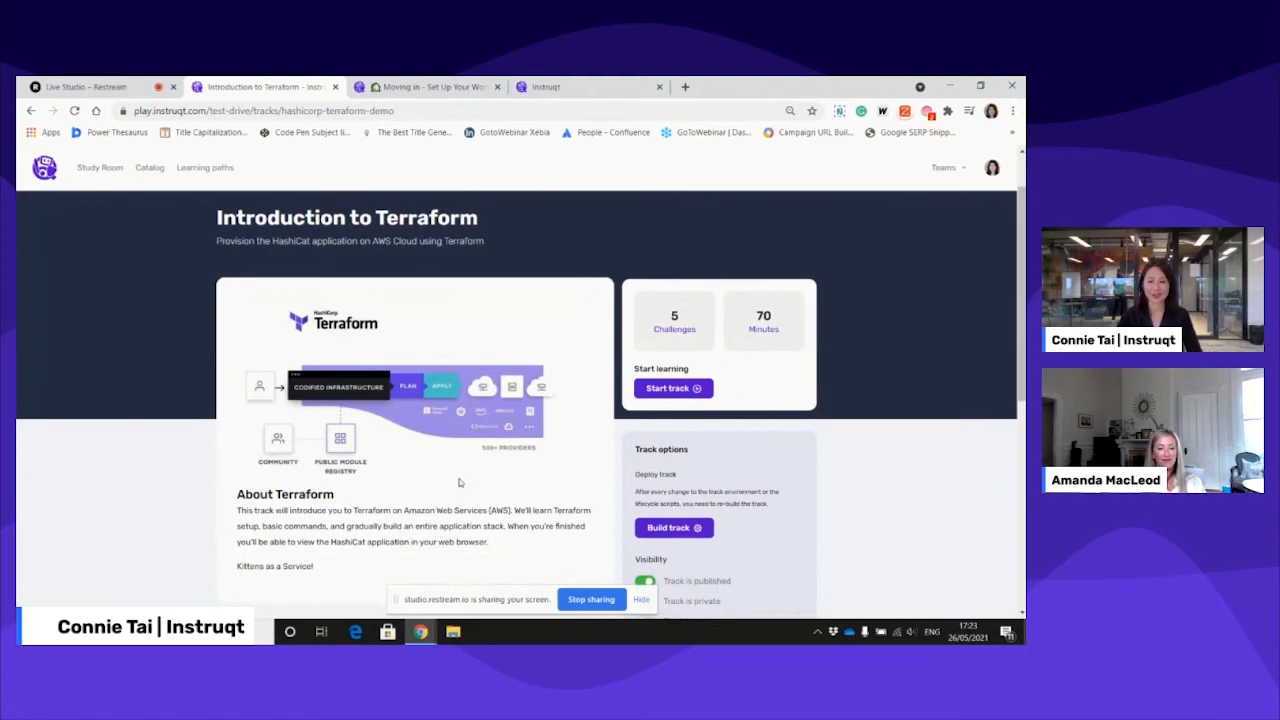 Live Studio – Restream
Introduction to Terraform - Instru
Moving in - Set Up Your Wo
Instruqt
play.instruqt.com/test-drive/tracks/hashicorp-terraform-demo
Apps
Power Thesaurus
Title Capitalization...
Code Pen Subject li...
The Best Title Gene...
GotoWebinar Xebia
People - Confluence
GoToWebinar | Das...
Campaign URL Buil...
Google SERP Snipp...
Study Room
Catalog
Learning paths
Teams
Introduction to Terraform
Provision the HashiCat application on AWS Cloud using Terraform
HashiCorp
Terraform
CODIFIED INFRASTRUCTURE
PLAN
APPLY
500+ PROVIDERS
COMMUNITY
PUBLIC MODULE
REGISTRY
About Terraform
This track will introduce you to Terraform on Amazon Web Services (AWS). We'll learn Terraform
setup, basic commands, and gradually build an entire application stack. When you're finished
you'll be able to view the HashiCat application in your web browser.
Kittens as a Service!
5
Challenges
70
Minutes
Start learning
Start track
Track options
Deploy track
After every change to the track environment or the
lifecycle scripts, you need to re-build the track.
Build track
Visibility
Track is published
Track is private
studio.restream.io is sharing your screen.
Stop sharing
Hide
ENG
17:23
26/05/2021
Connie Tai | Instruqt
Connie Tai | Instruqt
Amanda MacLeod